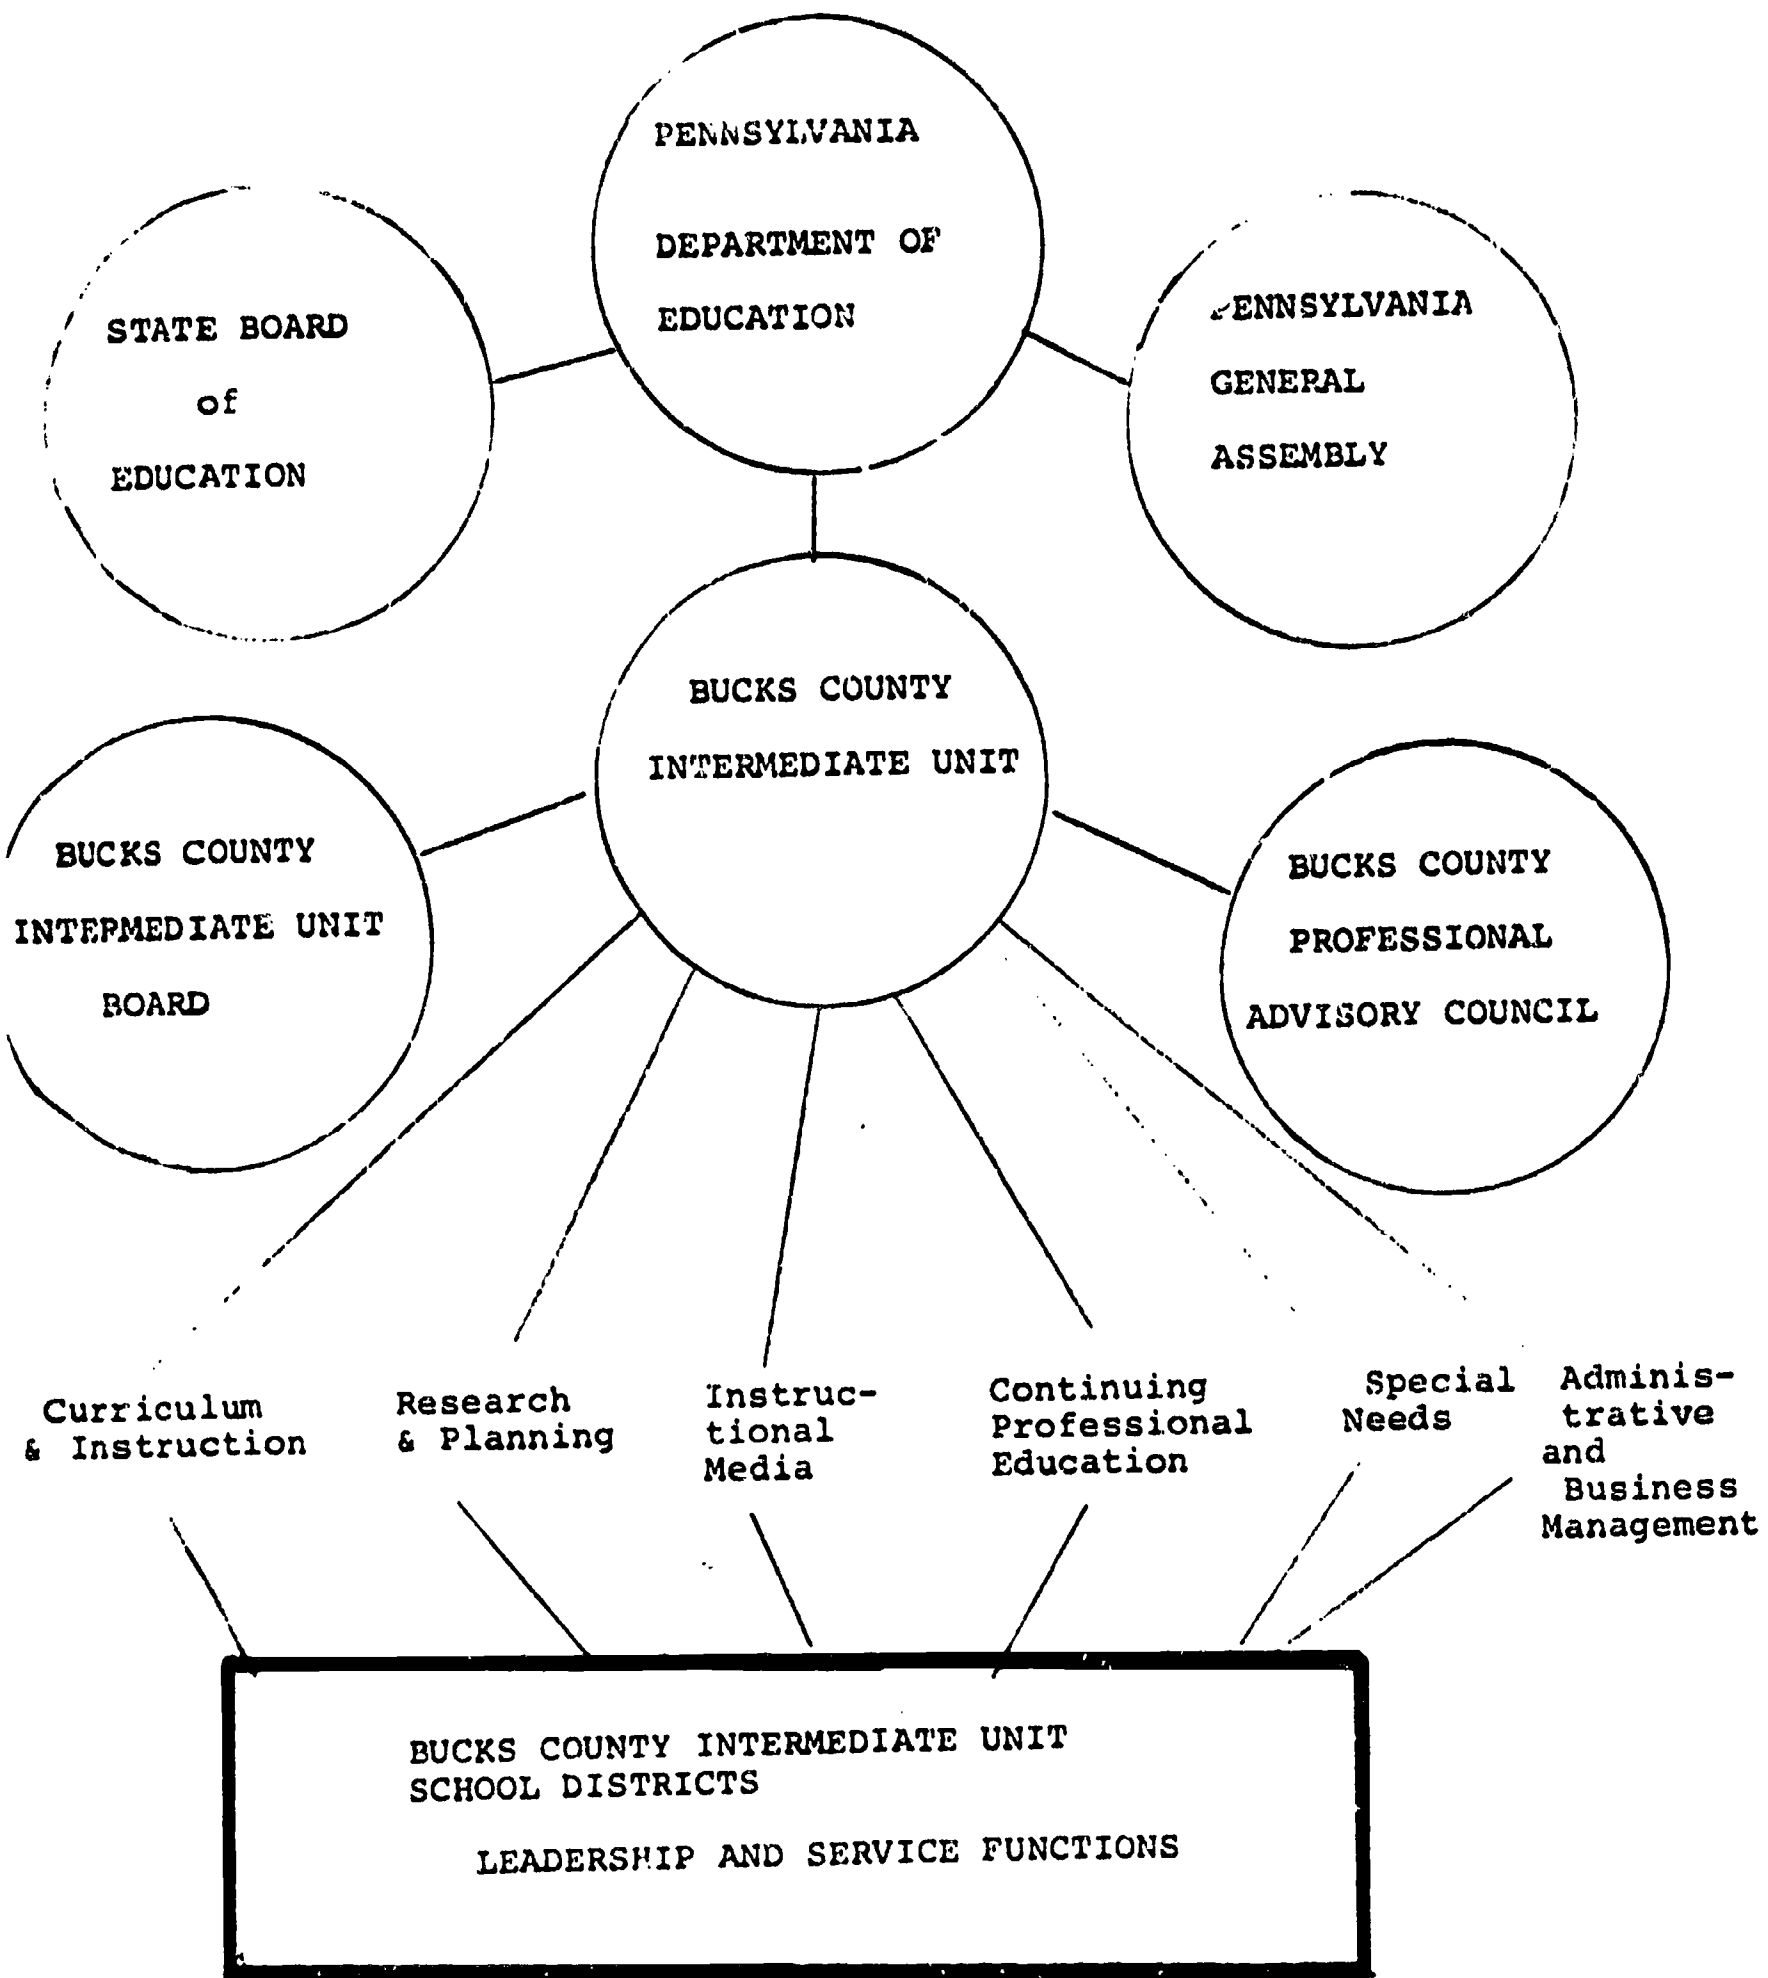 PENNSYLVANIA
DEPARTMENT OF
EDUCATION
STATE BOARD
of
EDUCATION
PENNSYLVANIA
GENERAL
ASSEMBLY
BUCKS COUNTY
INTERMEDIATE UNIT
BUCKS COUNTY
INTERMEDIATE UNIT
BOARD
BUCKS COUNTY
PROFESSIONAL
ADVISORY COUNCIL
Curriculum
& Instruction
Research
& Planning
Instruc-
tional
Media
Continuing
Professional
Education
Special
Needs
Adminis-
trative
and
Business
Management
BUCKS COUNTY INTERMEDIATE UNIT
SCHOOL DISTRICTS
LEADERSHIP AND SERVICE FUNCTIONS